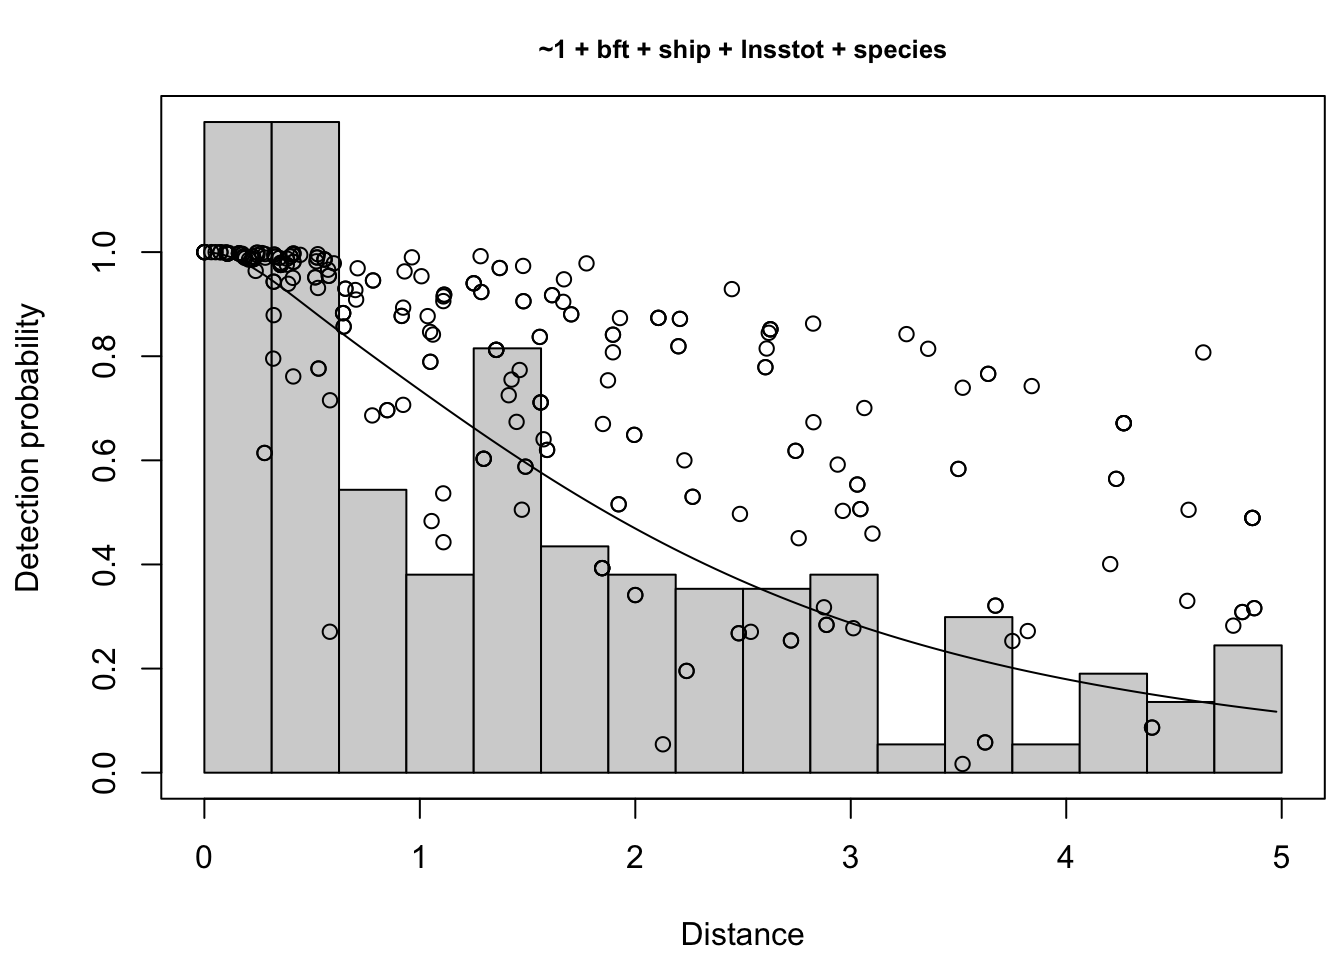 ~1 + bft + ship + lnsstot + species
Detection probability
1.0
0.8
0.6
0.4
0.2
0.0
0 1 2 3 4 5
Distance